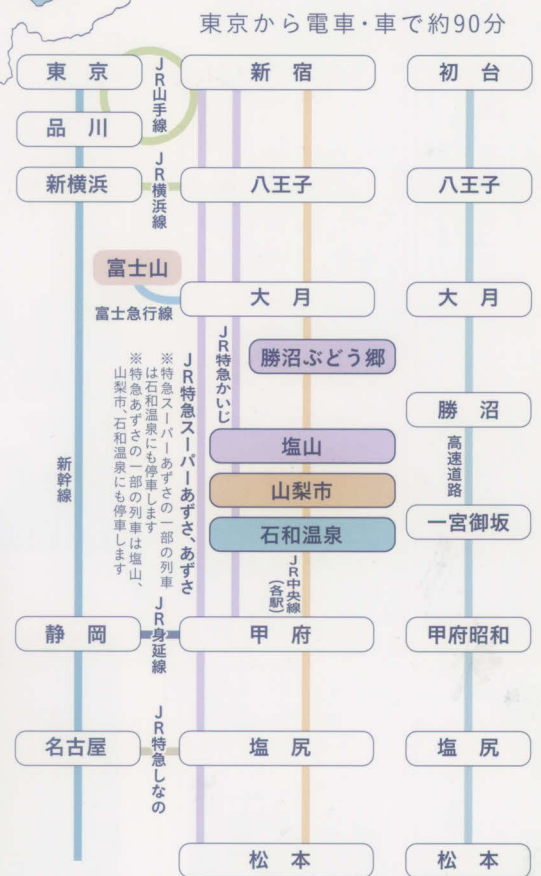 東京から電車・車で約90分
東京
品川
新横浜
富士山
富士急行線
新幹線
静岡
名古屋
JR山手線
JR横浜線
JR身延線
JR特急しなの
新宿
八王子
大月
JR特急かいじ
JR特急スーパーあずさ、あずさ
※特急スーパーあずさの一部の列車
は石和温泉にも停車します
※特急あずさの一部の列車は塩山、
山梨市、石和温泉にも停車します
勝沼ぶどう郷
塩山
山梨市
石和温泉
JR中央線
(各駅)
甲府
塩尻
松本
初台
八王子
大月
勝沼
高速道路
一宮御坂
甲府昭和
塩尻
松本